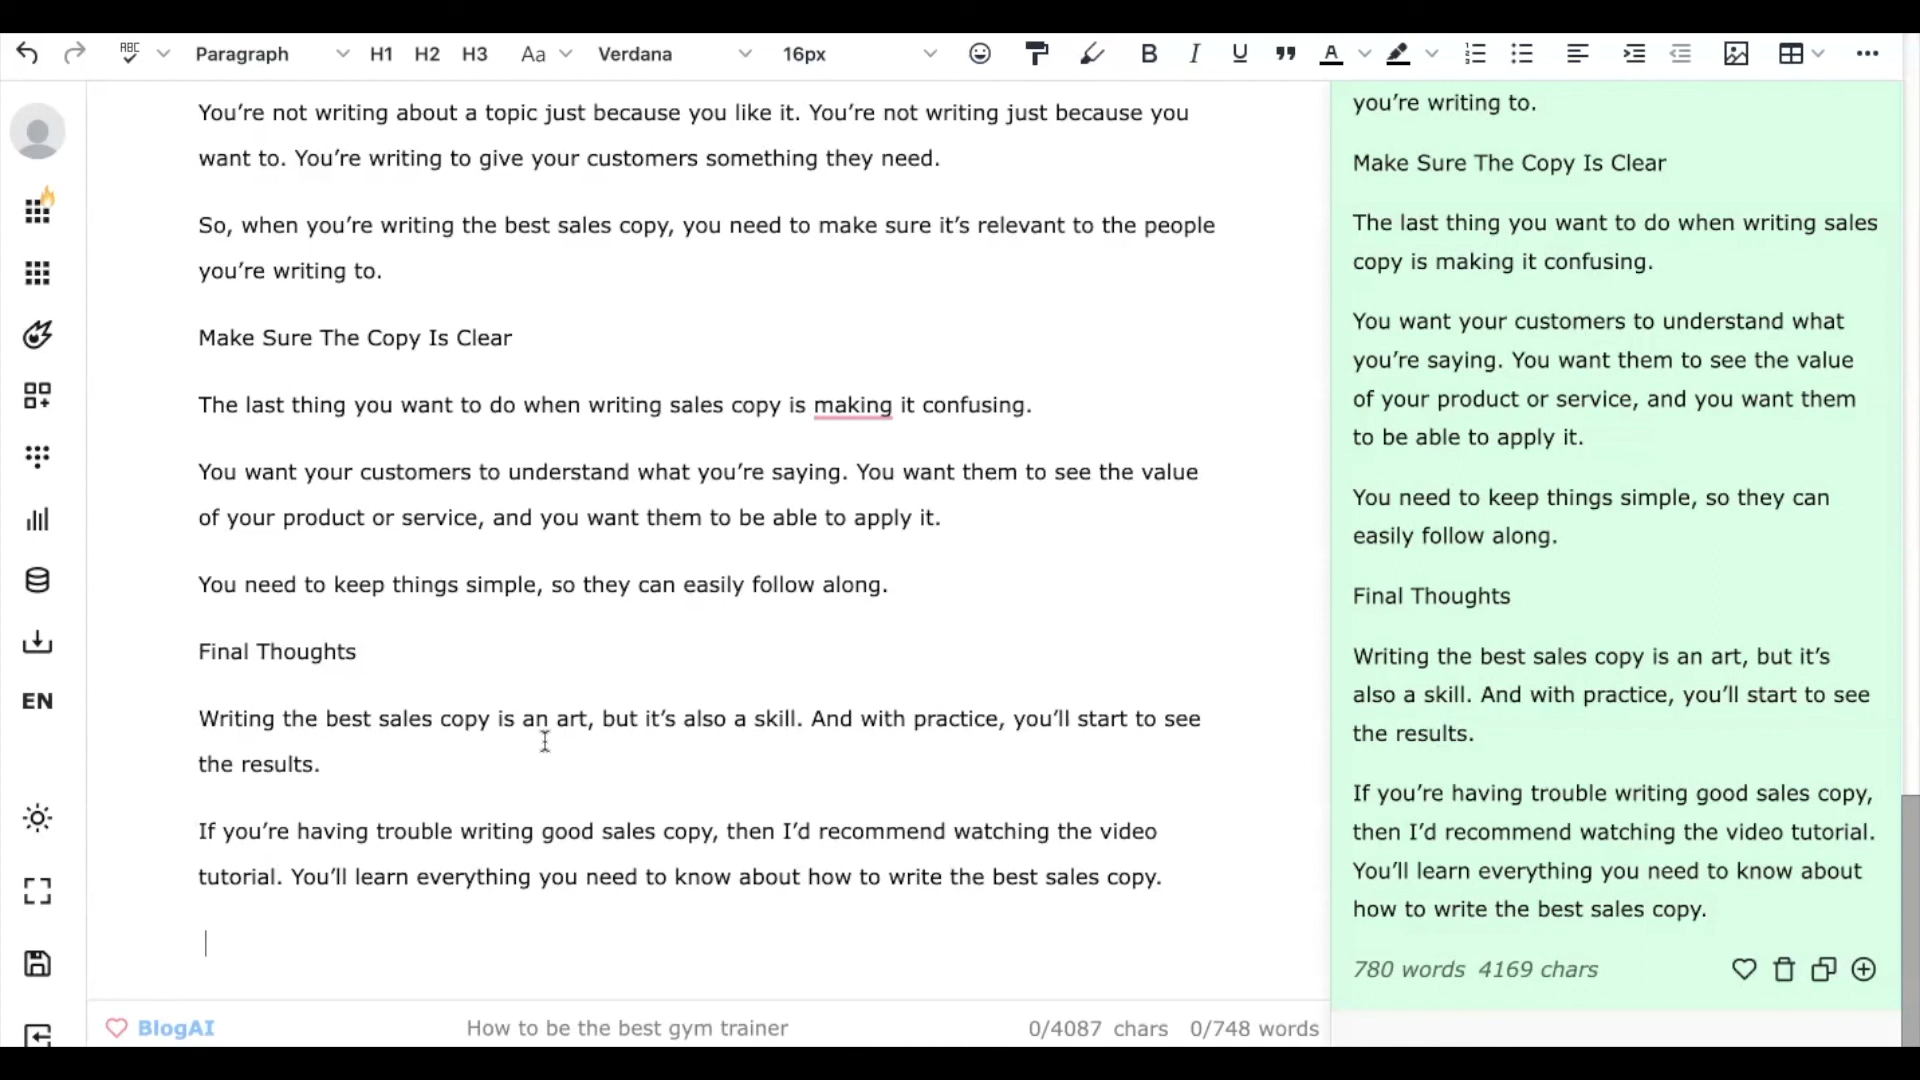 ABC Paragraph H1 H2 H3 Aa Verdana 16px B I U A
You’re not writing about a topic just because you like it. You’re not writing just because you
want to. You’re writing to give your customers something they need.
So, when you’re writing the best sales copy, you need to make sure it’s relevant to the people
you’re writing to.
Make Sure The Copy Is Clear
The last thing you want to do when writing sales copy is making it confusing.
You want your customers to understand what you’re saying. You want them to see the value
of your product or service, and you want them to be able to apply it.
You need to keep things simple, so they can easily follow along.
Final Thoughts
Writing the best sales copy is an art, but it’s also a skill. And with practice, you’ll start to see
the results.
If you’re having trouble writing good sales copy, then I’d recommend watching the video
tutorial. You’ll learn everything you need to know about how to write the best sales copy.
EN
BlogAI How to be the best gym trainer 0/4087 chars 0/748 words
you’re writing to.
Make Sure The Copy Is Clear
The last thing you want to do when writing sales
copy is making it confusing.
You want your customers to understand what
you’re saying. You want them to see the value
of your product or service, and you want them
to be able to apply it.
You need to keep things simple, so they can
easily follow along.
Final Thoughts
Writing the best sales copy is an art, but it’s
also a skill. And with practice, you’ll start to see
the results.
If you’re having trouble writing good sales copy,
then I’d recommend watching the video tutorial.
You’ll learn everything you need to know about
how to write the best sales copy.
780 words 4169 chars